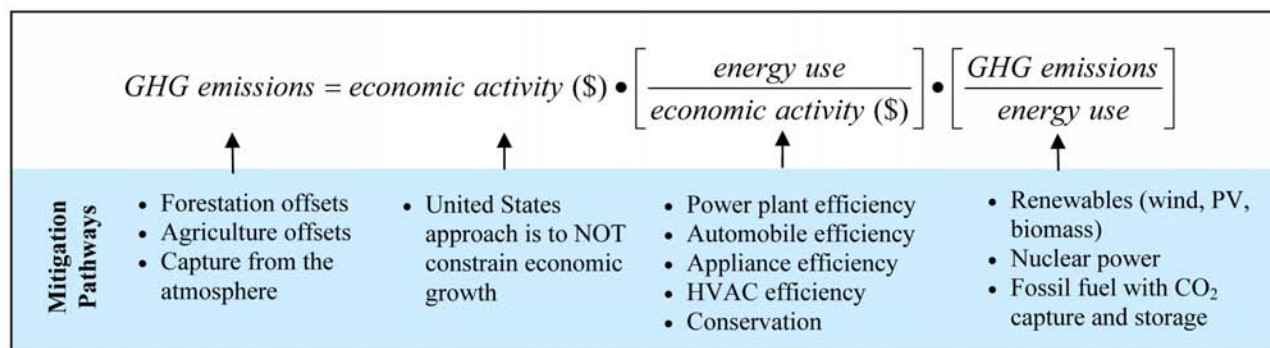 GHG emissions = economic activity ($) • [ energy use / economic activity ($) ] • [ GHG emissions / energy use ]
Mitigation
Pathways
• Forestation offsets
• Agriculture offsets
• Capture from the
atmosphere
• United States
approach is to NOT
constrain economic
growth
• Power plant efficiency
• Automobile efficiency
• Appliance efficiency
• HVAC efficiency
• Conservation
• Renewables (wind, PV,
biomass)
• Nuclear power
• Fossil fuel with CO₂
capture and storage